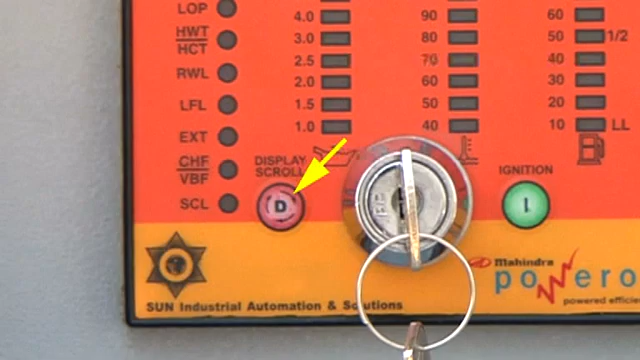 LOP
HWT
HCT
RWL
LFL
EXT
CHF
VBF
SCL
4.0
3.0
2.5
2.0
1.5
1.0
90
80
70
60
50
40
60
50 1/2
40
30
20
10 LL
DISPLAY
SCROLL
D
IGNITION
I
SUN Industrial Automation & Solutions
Mahindra
powero
powered efficie